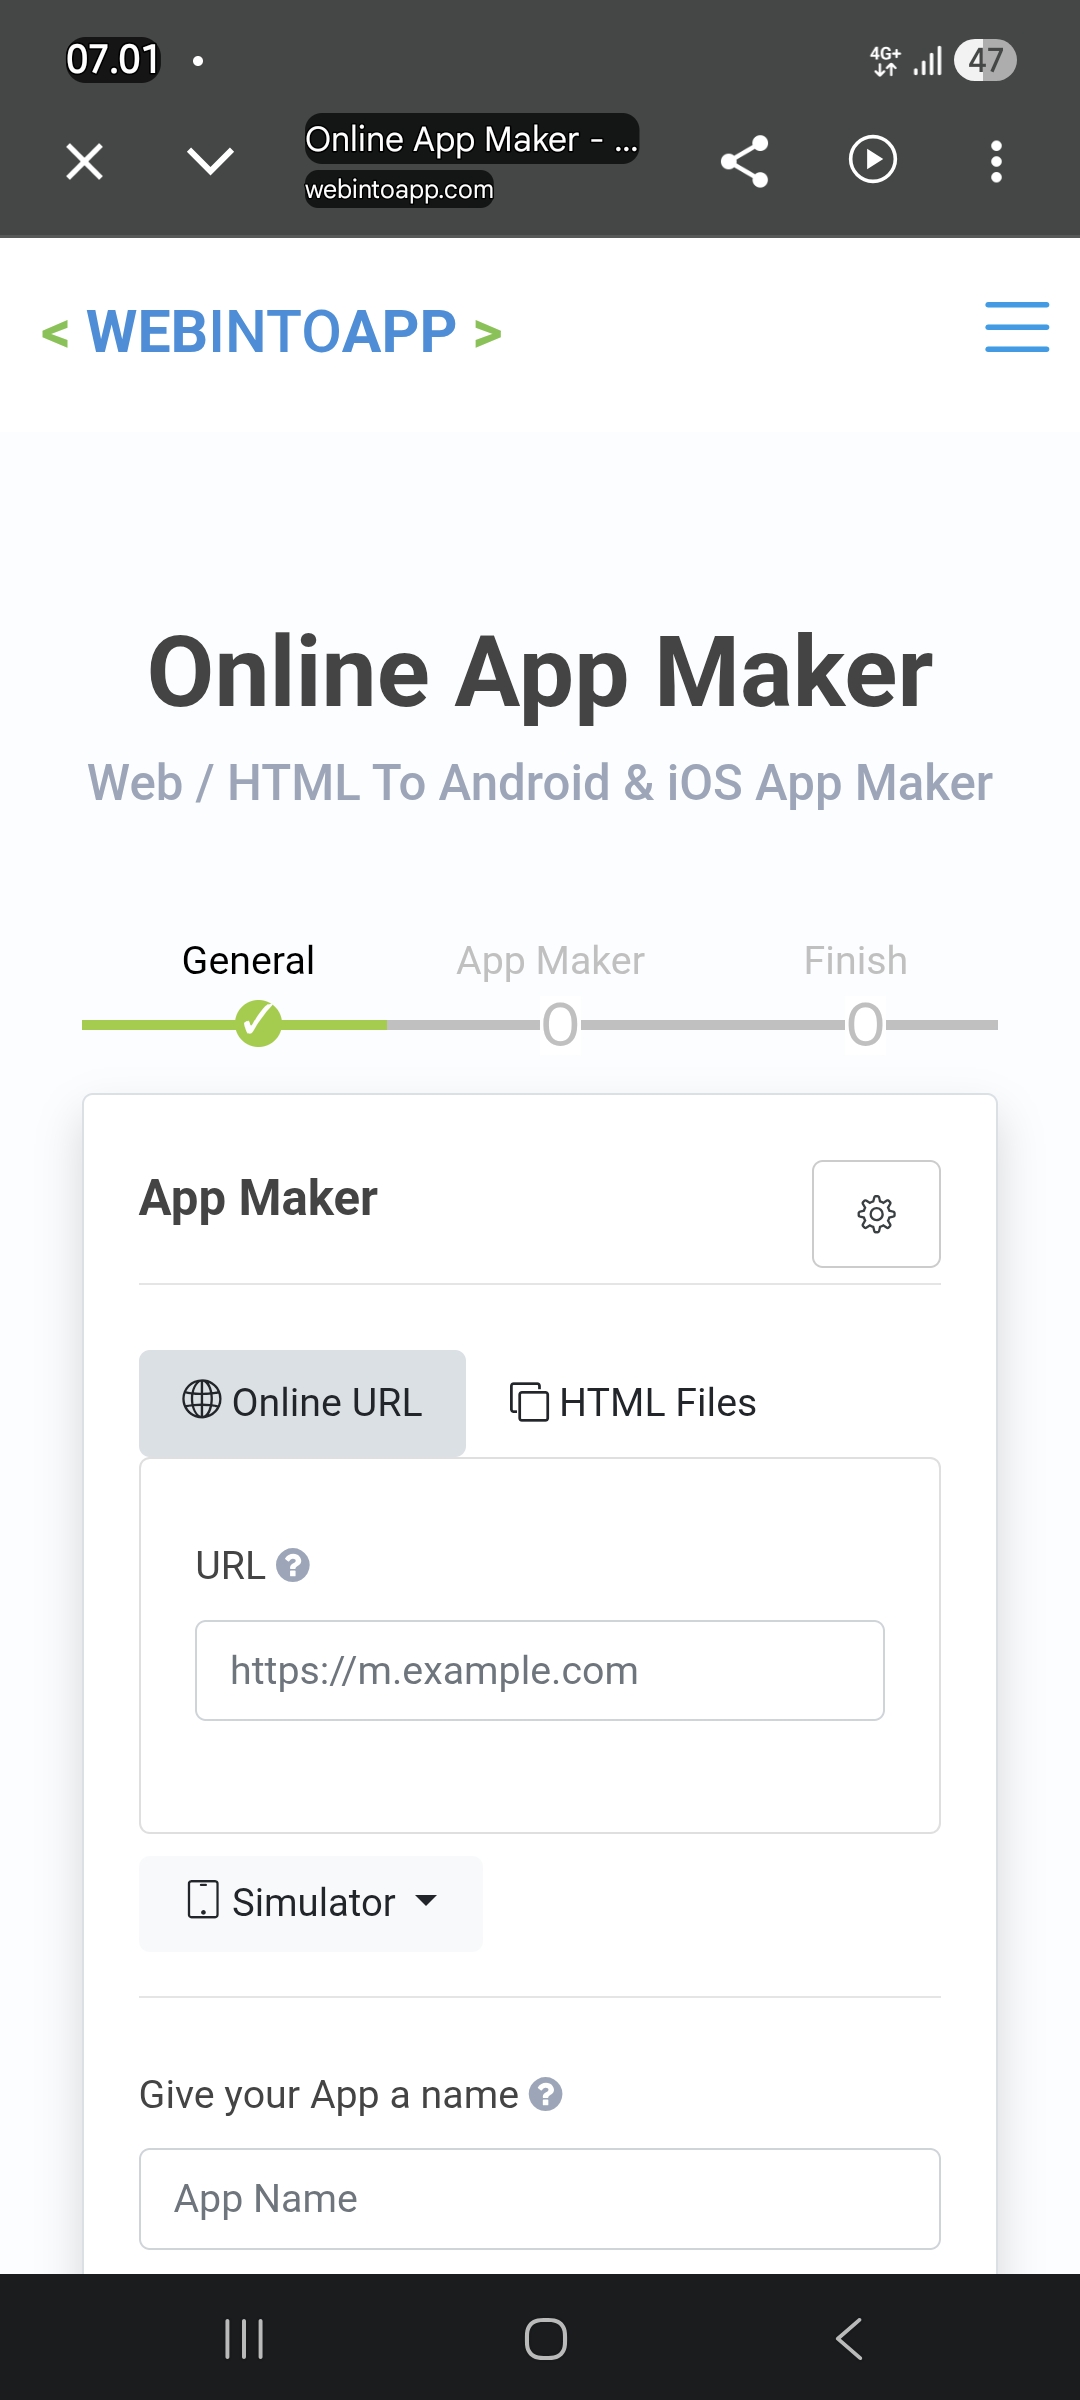 07.01
4G+
47
Online App Maker - ...
webintoapp.com
< WEBINTOAPP >
Online App Maker
Web / HTML To Android & iOS App Maker
General
App Maker
Finish
App Maker
Online URL
HTML Files
URL ?
https://m.example.com
Simulator
Give your App a name ?
App Name